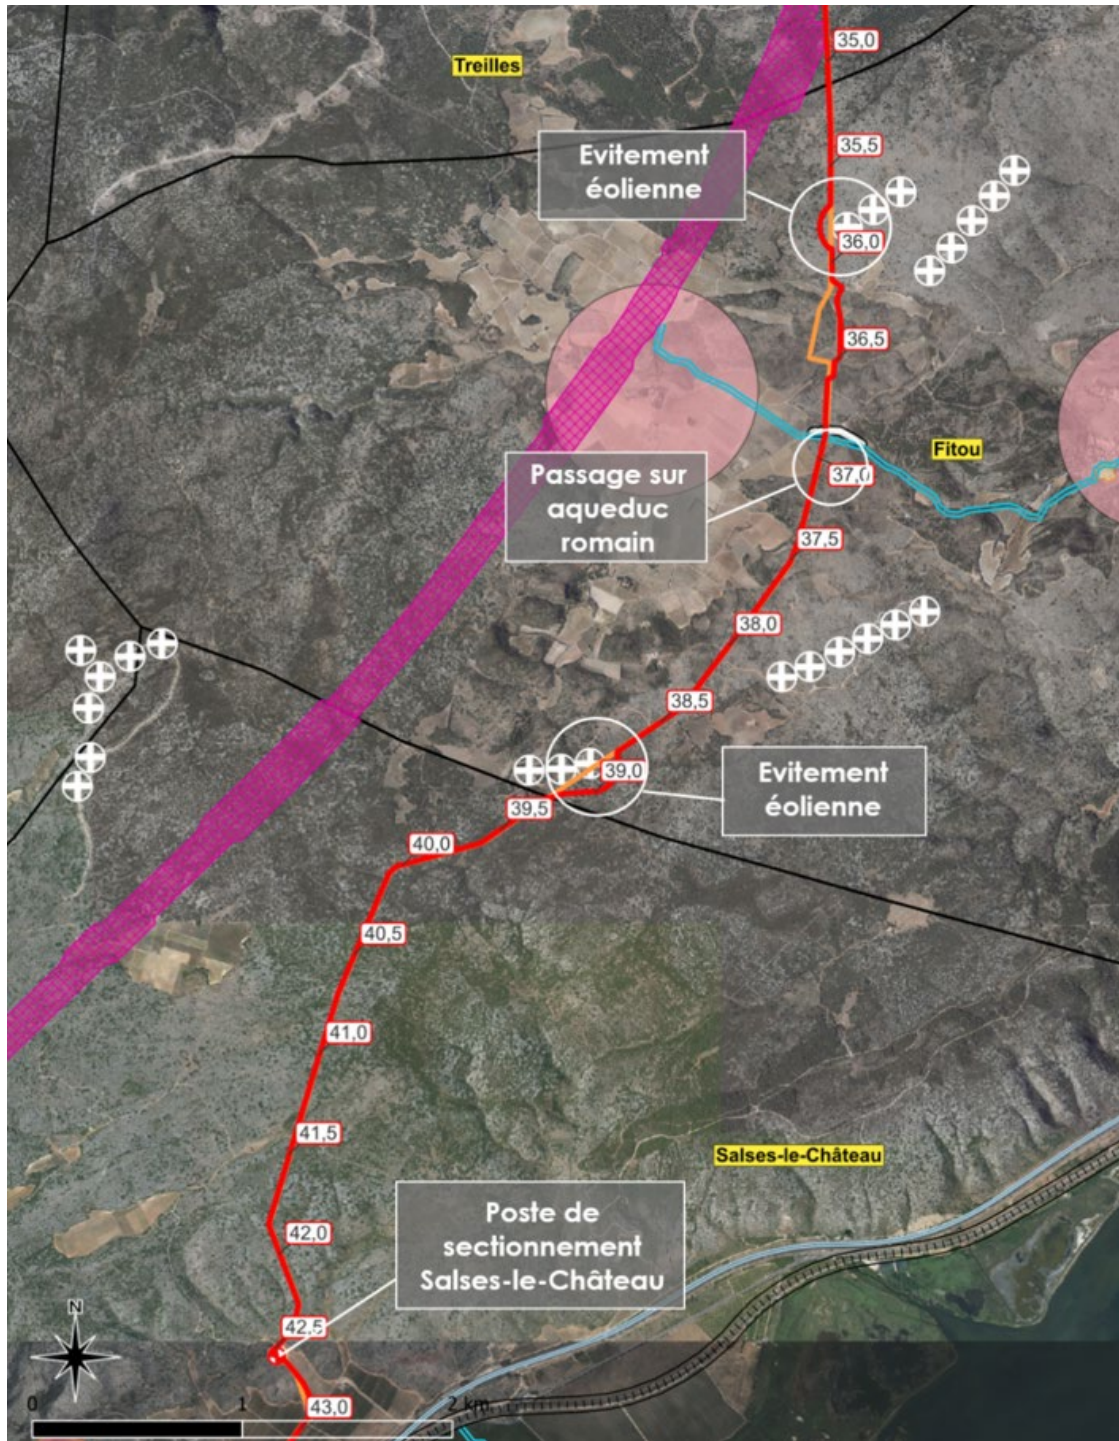 35,0
Treilles
Evitement
éolienne
35,5
36,0
36,5
Fitou
Passage sur
aqueduc
romain
37,0
37,5
38,0
38,5
39,0
Evitement
éolienne
39,5
40,0
40,5
41,0
41,5
Salses-le-Château
Poste de
sectionnement
Salses-le-Château
42,0
42,5
N
43,0
0 1 2 km